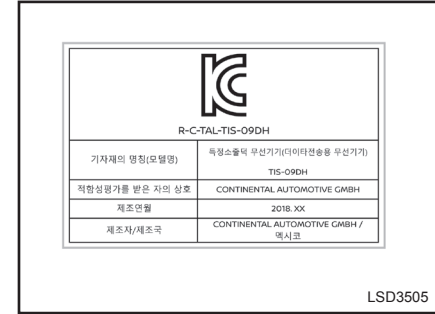 R-C-TAL-TIS-09DH
기자재의 명칭(모델명)
특정소출력 무선기기(데이타전송용 무선기기)
TIS-09DH
적합성평가를 받은 자의 상호
CONTINENTAL AUTOMOTIVE GMBH
제조연월
2018. XX
제조자/제조국
CONTINENTAL AUTOMOTIVE GMBH /
멕시코
LSD3505